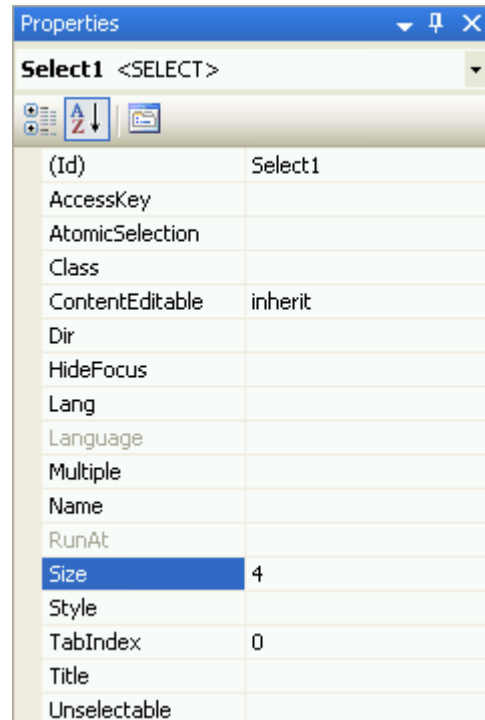 Properties
Select1 <SELECT>
A Z
(Id) Select1
AccessKey
AtomicSelection
Class
ContentEditable inherit
Dir
HideFocus
Lang
Language
Multiple
Name
RunAt
Size 4
Style
TabIndex 0
Title
Unselectable